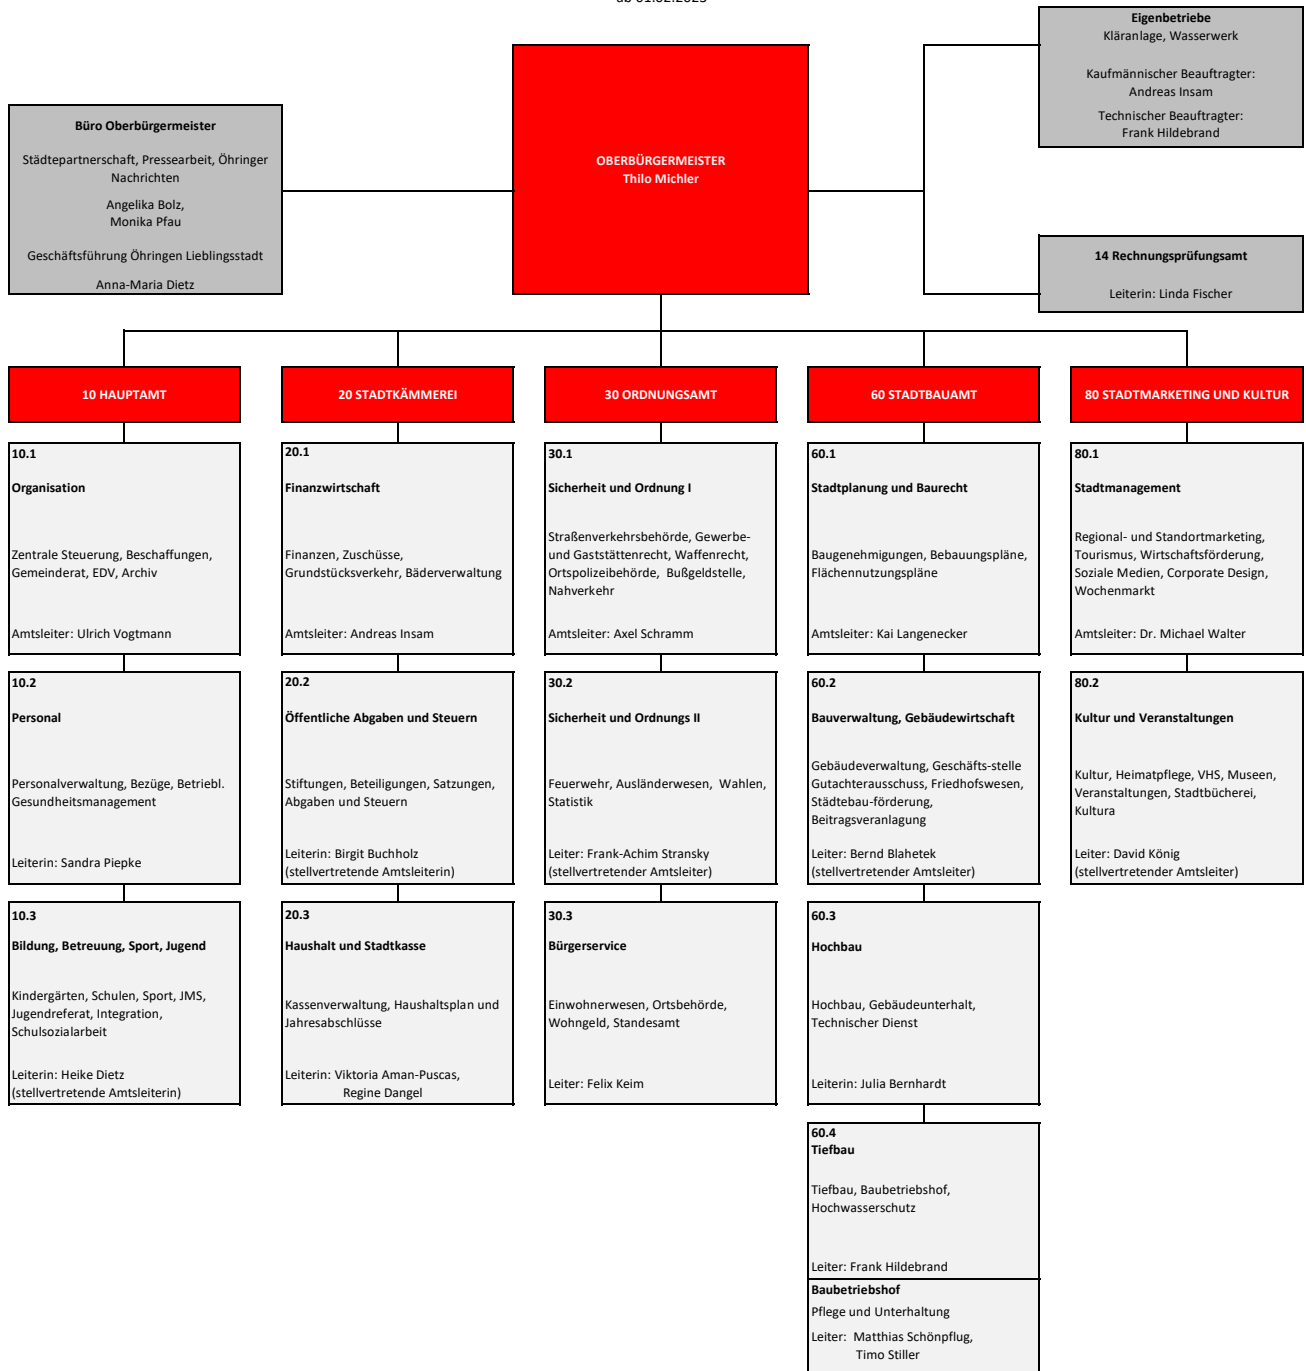 ab 01.02.2023
Eigenbetriebe
Kläranlage, Wasserwerk
Kaufmännischer Beauftragter:
Andreas Insam
Technischer Beauftragter:
Frank Hildebrand
Büro Oberbürgermeister
Städtepartnerschaft, Pressearbeit, Öhringer
Nachrichten
Angelika Bolz,
Monika Pfau
Geschäftsführung Öhringen Lieblingsstadt
Anna-Maria Dietz
OBERBÜRGERMEISTER
Thilo Michler
14 Rechnungsprüfungsamt
Leiterin: Linda Fischer
10 HAUPTAMT
20 STADTKÄMMEREI
30 ORDNUNGSAMT
60 STADTBAUAMT
80 STADTMARKETING UND KULTUR
10.1
Organisation
Zentrale Steuerung, Beschaffungen,
Gemeinderat, EDV, Archiv
Amtsleiter: Ulrich Vogtmann
20.1
Finanzwirtschaft
Finanzen, Zuschüsse,
Grundstücksverkehr, Bäderverwaltung
Amtsleiter: Andreas Insam
30.1
Sicherheit und Ordnung I
Straßenverkehrsbehörde, Gewerbe-
und Gaststättenrecht, Waffenrecht,
Ortspolizeibehörde, Bußgeldstelle,
Nahverkehr
Amtsleiter: Axel Schramm
60.1
Stadtplanung und Baurecht
Baugenehmigungen, Bebauungspläne,
Flächennutzungspläne
Amtsleiter: Kai Langenecker
80.1
Stadtmanagement
Regional- und Standortmarketing,
Tourismus, Wirtschaftsförderung,
Soziale Medien, Corporate Design,
Wochenmarkt
Amtsleiter: Dr. Michael Walter
10.2
Personal
Personalverwaltung, Bezüge, Betriebl.
Gesundheitsmanagement
Leiterin: Sandra Piepke
20.2
Öffentliche Abgaben und Steuern
Stiftungen, Beteiligungen, Satzungen,
Abgaben und Steuern
Leiterin: Birgit Buchholz
(stellvertretende Amtsleiterin)
30.2
Sicherheit und Ordnungs II
Feuerwehr, Ausländerwesen, Wahlen,
Statistik
Leiter: Frank-Achim Stransky
(stellvertretender Amtsleiter)
60.2
Bauverwaltung, Gebäudewirtschaft
Gebäudeverwaltung, Geschäfts-stelle
Gutachterausschuss, Friedhofswesen,
Städtebau-förderung,
Beitragsveranlagung
Leiter: Bernd Blahetek
(stellvertretender Amtsleiter)
80.2
Kultur und Veranstaltungen
Kultur, Heimatpflege, VHS, Museen,
Veranstaltungen, Stadtbücherei,
Kultura
Leiter: David König
(stellvertretender Amtsleiter)
10.3
Bildung, Betreuung, Sport, Jugend
Kindergärten, Schulen, Sport, JMS,
Jugendreferat, Integration,
Schulsozialarbeit
Leiterin: Heike Dietz
(stellvertretende Amtsleiterin)
20.3
Haushalt und Stadtkasse
Kassenverwaltung, Haushaltsplan und
Jahresabschlüsse
Leiterin: Viktoria Aman-Puscas,
Regine Dangel
30.3
Bürgerservice
Einwohnerwesen, Ortsbehörde,
Wohngeld, Standesamt
Leiter: Felix Keim
60.3
Hochbau
Hochbau, Gebäudeunterhalt,
Technischer Dienst
Leiterin: Julia Bernhardt
60.4
Tiefbau
Tiefbau, Baubetriebshof,
Hochwasserschutz
Leiter: Frank Hildebrand
Baubetriebshof
Pflege und Unterhaltung
Leiter: Matthias Schönpflug,
Timo Stiller